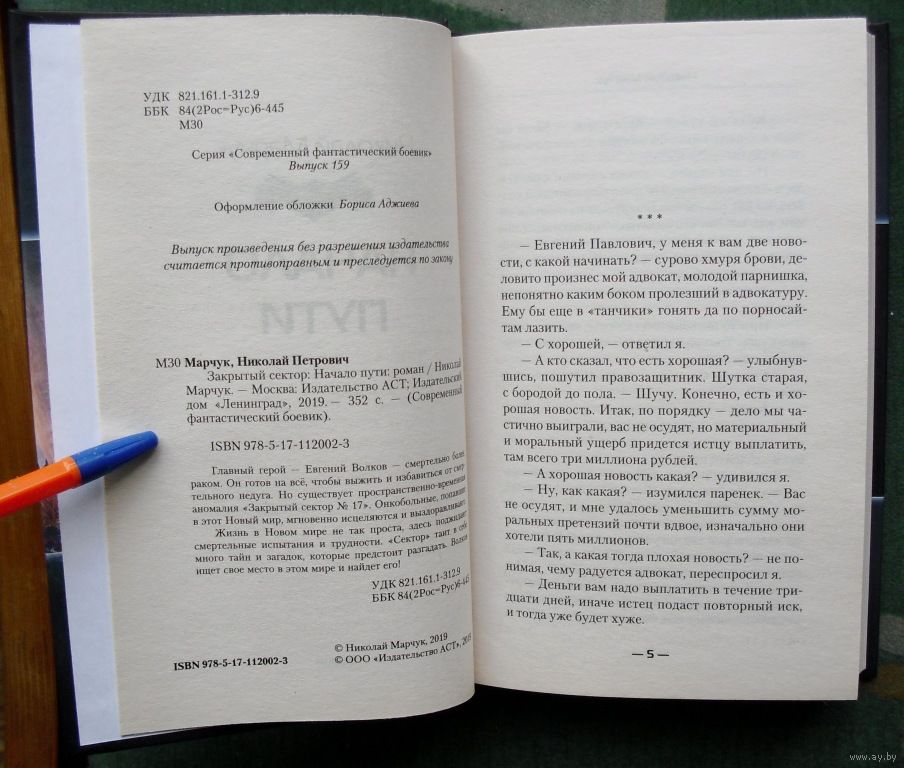 УДК 821.161.1-312.9
ББК 84(2Рос=Рус)6-445
М30
Серия «Современный фантастический боевик»
Выпуск 159
Оформление обложки Бориса Аджиева
Выпуск произведения без разрешения издательства
считается противоправным и преследуется по закону
ПУТИ
М30 Марчук, Николай Петрович
Закрытый сектор: Начало пути: роман / Николай
Марчук. — Москва: Издательство АСТ; Издательский
дом «Ленинград», 2019. — 352 с. — (Современный
фантастический боевик).
ISBN 978-5-17-112002-3
Главный герой — Евгений Волков — смертельно болен
раком. Он готов на всё, чтобы выжить и избавиться от смер-
тельного недуга. Но существует пространственно-временная
аномалия «Закрытый сектор № 17». Онкобольные, попавшие
в этот Новый мир, мгновенно исцеляются и выздоравливают.
Жизнь в Новом мире не так проста, здесь поджидают
смертельные испытания и трудности. «Сектор» таит в себе
много тайн и загадок, которые предстоит разгадать. Волков
ищет свое место в этом мире и найдет его!
УДК 821.161.1-312.9
ББК 84(2Рос=Рус)6-445
© Николай Марчук, 2019
ISBN 978-5-17-112002-3
© ООО «Издательство АСТ», 2019
* * *
— Евгений Павлович, у меня к вам две ново-
сти, с какой начинать? — сурово хмуря брови, де-
ловито произнес мой адвокат, молодой парнишка,
непонятно каким боком пролезший в адвокатуру.
Ему бы еще в «танчики» гонять да по порносай-
там лазить.
— С хорошей, — ответил я.
— А кто сказал, что есть хорошая? — улыбнув-
шись, пошутил правозащитник. Шутка старая,
с бородой до пола. — Шучу. Конечно, есть и хо-
рошая новость. Итак, по порядку — дело мы ча-
стично выиграли, вас не осудят, но материальный
и моральный ущерб придется истцу выплатить,
там всего три миллиона рублей.
— А хорошая новость какая? — удивился я.
— Ну, как какая? — изумился паренек. — Вас
не осудят, и мне удалось уменьшить сумму мо-
ральных претензий почти вдвое, изначально они
хотели пять миллионов.
— Так, а какая тогда плохая новость? — не по-
нимая, чему радуется адвокат, переспросил я.
— Деньги вам надо выплатить в течение три-
дцати дней, иначе истец подаст повторный иск,
и тогда уже будет хуже.
— 5 —
www.ay.by